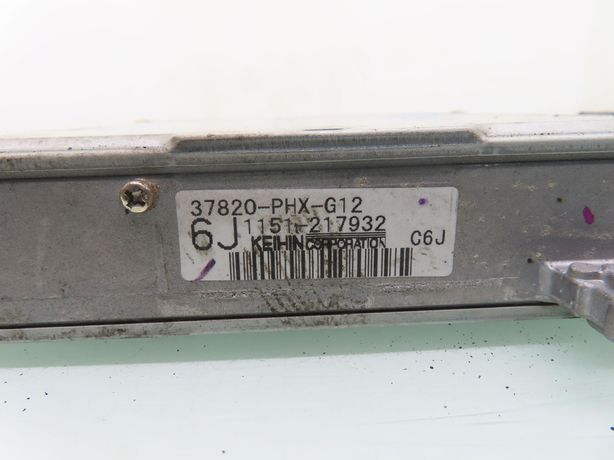 37820-PHX-G12
6J 1151-217932
KEIHIN CORPORATION C6J